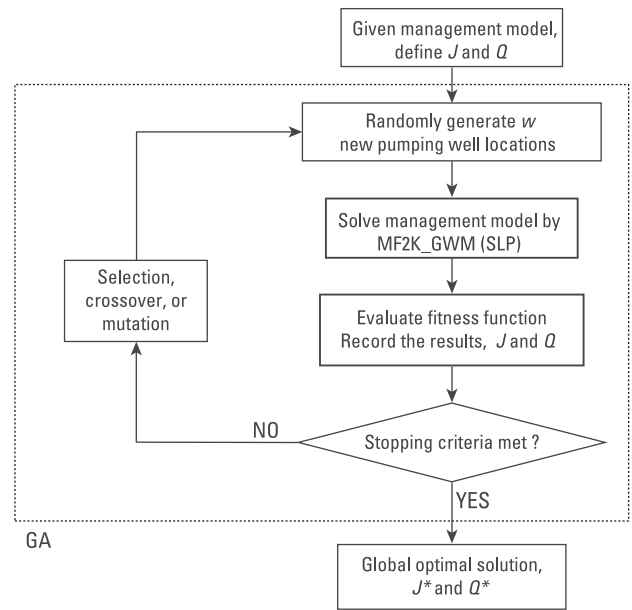 Given management model,
define J and Q
Randomly generate w
new pumping well locations
Solve management model by
MF2K_GWM (SLP)
Selection,
crossover, or
mutation
Evaluate fitness function
Record the results, J and Q
NO
Stopping criteria met ?
YES
GA
Global optimal solution,
J* and Q*